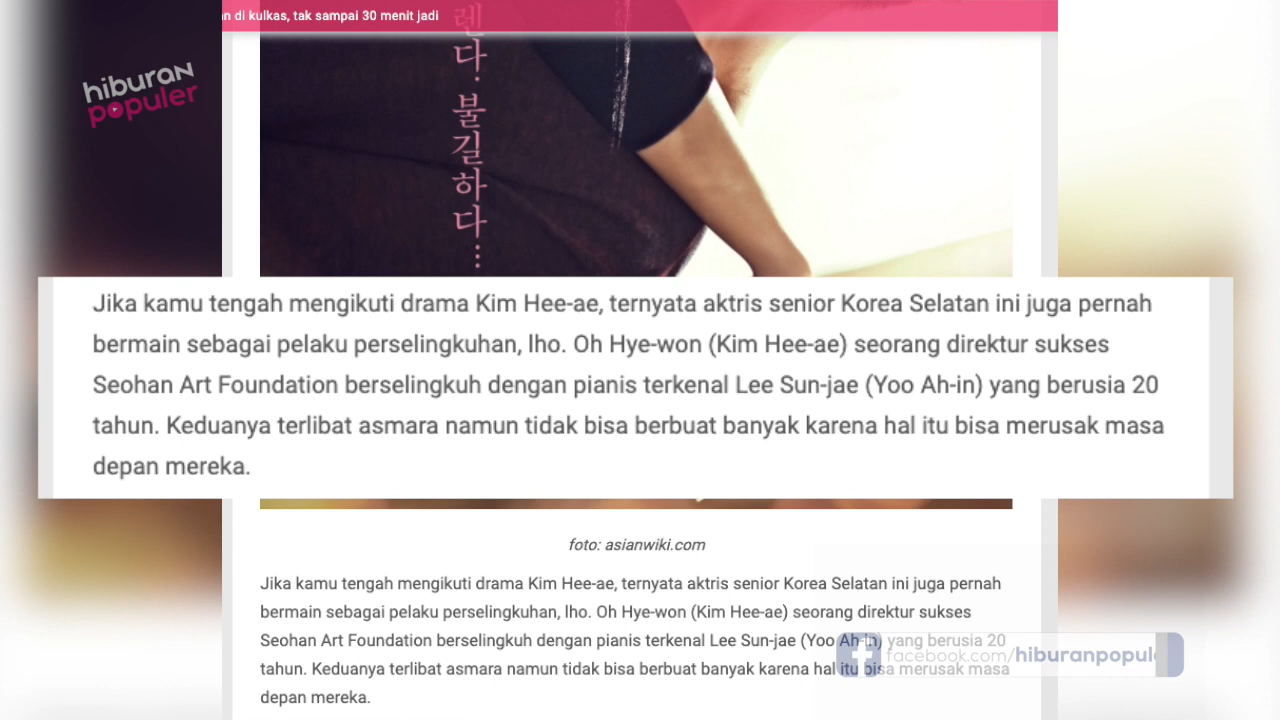 n di kulkas, tak sampai 30 menit jadi
hiburan
populer
렌다. 불길하다...
Jika kamu tengah mengikuti drama Kim Hee-ae, ternyata aktris senior Korea Selatan ini juga pernah
bermain sebagai pelaku perselingkuhan, lho. Oh Hye-won (Kim Hee-ae) seorang direktur sukses
Seohan Art Foundation berselingkuh dengan pianis terkenal Lee Sun-jae (Yoo Ah-in) yang berusia 20
tahun. Keduanya terlibat asmara namun tidak bisa berbuat banyak karena hal itu bisa merusak masa
depan mereka.
foto: asianwiki.com
Jika kamu tengah mengikuti drama Kim Hee-ae, ternyata aktris senior Korea Selatan ini juga pernah
bermain sebagai pelaku perselingkuhan, lho. Oh Hye-won (Kim Hee-ae) seorang direktur sukses
Seohan Art Foundation berselingkuh dengan pianis terkenal Lee Sun-jae (Yoo Ah-in) yang berusia 20
tahun. Keduanya terlibat asmara namun tidak bisa berbuat banyak karena hal itu bisa merusak masa
depan mereka.
facebook.com/hiburanpopul